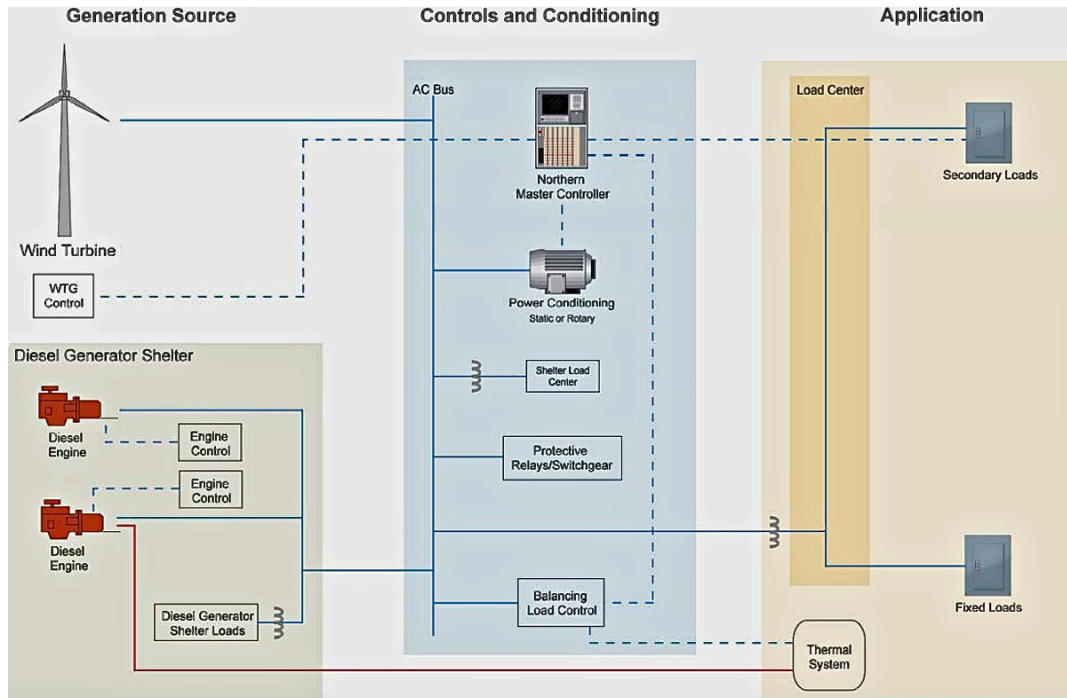 Generation Source
Controls and Conditioning
Application
AC Bus
Load Center
Northern
Master Controller
Secondary Loads
Wind Turbine
WTG
Control
Power Conditioning
Static or Rotary
Diesel Generator Shelter
Shelter Load
Center
Diesel
Engine
Engine
Control
Protective
Relays/Switchgear
Engine
Control
Diesel
Engine
Diesel Generator
Shelter Loads
Balancing
Load Control
Fixed Loads
Thermal
System